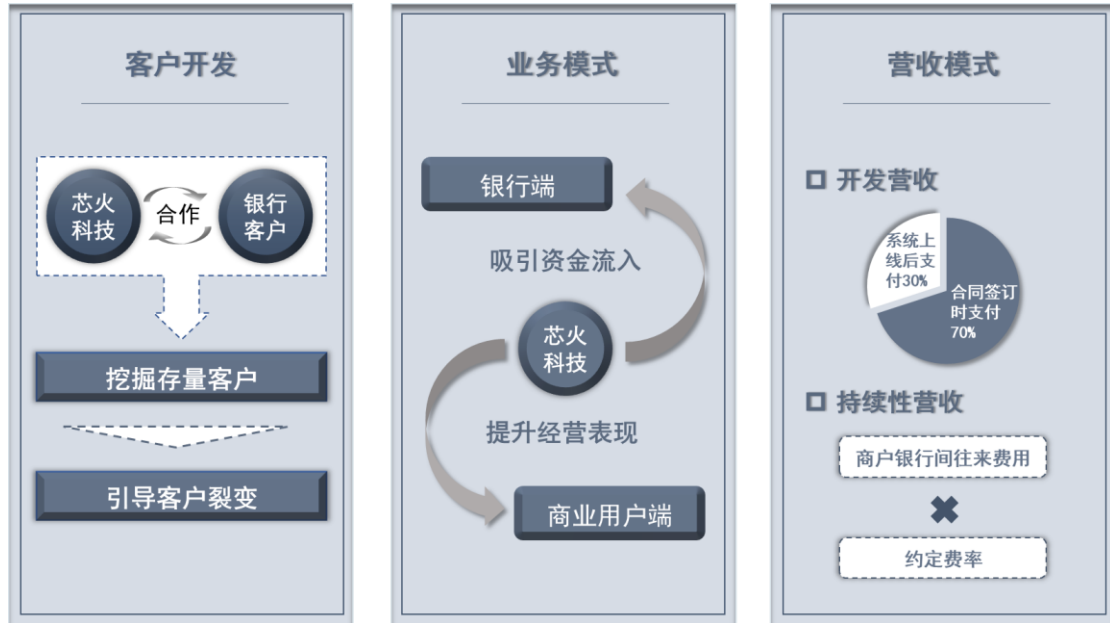 客户开发
芯火
科技
合作
银行
客户
挖掘存量客户
引导客户裂变
业务模式
银行端
吸引资金流入
芯火
科技
提升经营表现
商业用户端
营收模式
开发营收
系统上
线后支
付30%
合同签订
时支付
70%
持续性营收
商户银行间往来费用
约定费率